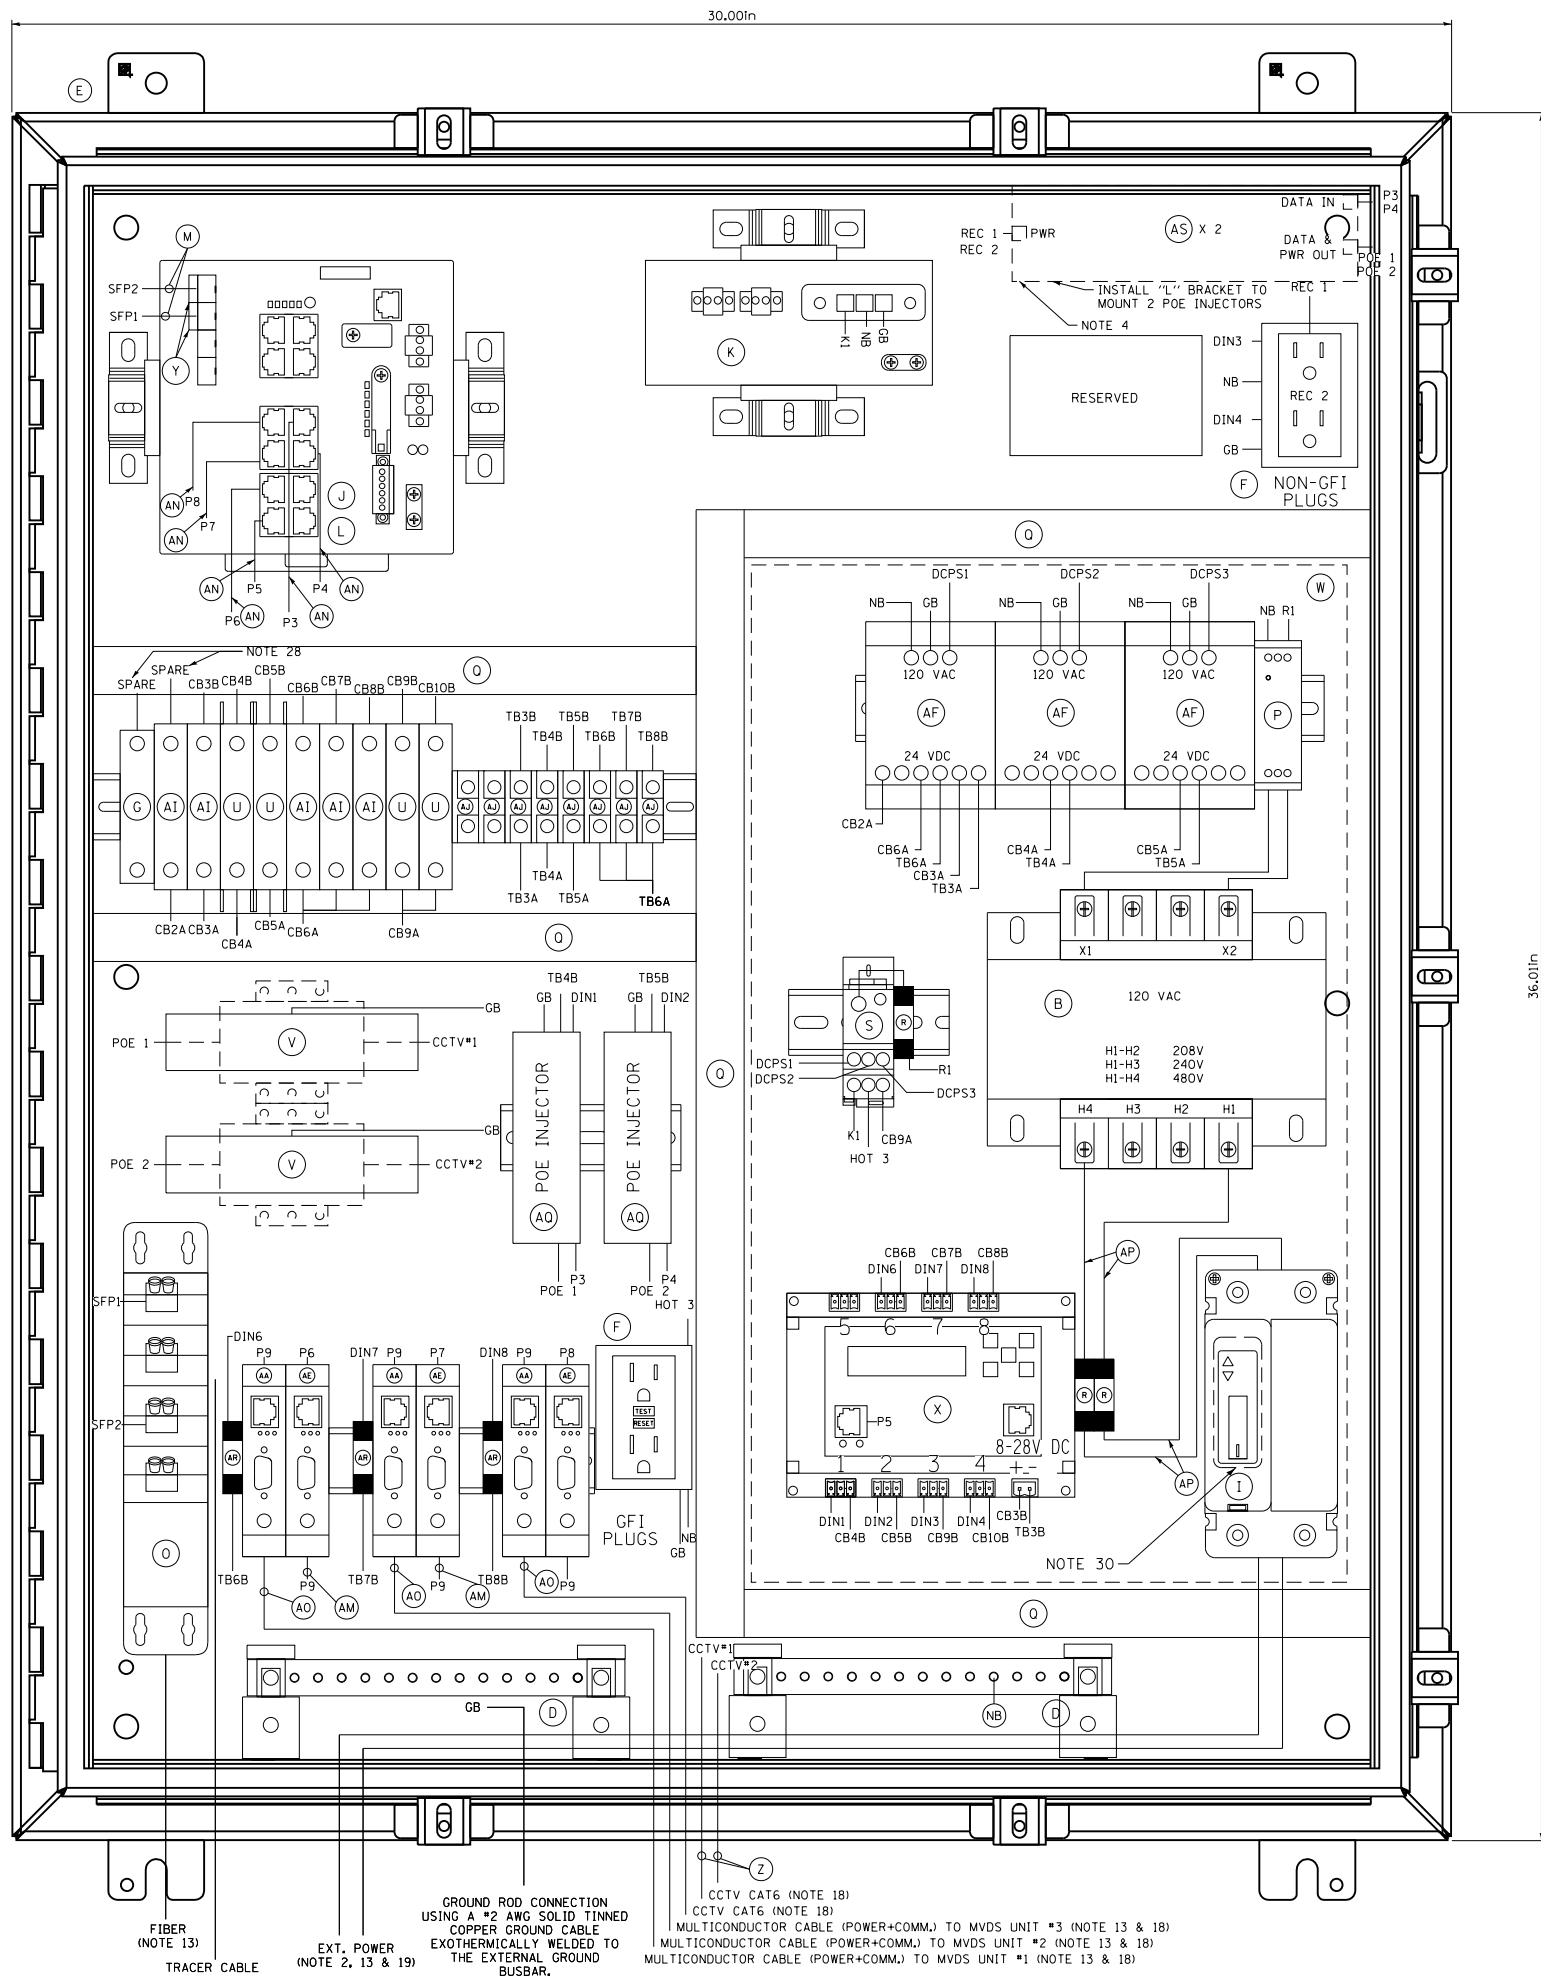 30.00in
E
DATA IN
P3
P4
M
REC 1
PWR
REC 2
AS X 2
DATA &
PWR OUT
POE 1
POE 2
SFP2
SFP1
INSTALL "L" BRACKET TO
MOUNT 2 POE INJECTORS
REC 1
NOTE 4
K1
NB
GB
K
Y
DIN3
NB
REC 2
DIN4
GB
RESERVED
F
NON-GFI
PLUGS
J
L
AN
P8
AN
P7
AN
P5
P4
AN
P6
AN
P3
AN
Q
DCPS1
DCPS2
DCPS3
W
NB
GB
NB
GB
NB
GB
NB R1
120 VAC
120 VAC
120 VAC
AF
AF
AF
P
24 VDC
24 VDC
24 VDC
NOTE 28
SPARE
SPARE
CB3B
CB4B
CB5B
CB6B
CB7B
CB8B
CB9B
CB10B
Q
TB3B
TB4B
TB5B
TB6B
TB7B
TB8B
G
AI
AI
U
U
AI
AI
AI
U
U
AJ
AJ
AJ
AJ
AJ
AJ
AJ
AJ
CB2A
CB6A
TB6A
CB3A
TB3A
CB4A
TB4A
CB5A
TB5A
TB4A
TB3A
TB5A
TB6A
CB2A
CB3A
CB4A
CB5A
CB6A
CB9A
Q
X1
X2
36.01in
TB4B
TB5B
GB
DIN1
GB
DIN2
GB
POE 1
V
CCTV#1
S
R
B
120 VAC
H1-H2 208V
H1-H3 240V
H1-H4 480V
DCPS1
DCPS2
R1
DCPS3
Q
H4
H3
H2
H1
GB
POE 2
V
CCTV#2
POE INJECTOR
POE INJECTOR
AQ
AQ
K1
CB9A
HOT 3
P3
POE 1
P4
POE 2
HOT 3
AP
CB6B
CB7B
CB8B
DIN6
DIN7
DIN8
SFP1
F
5 6 7 8
DIN6
P9
P6
DIN7
P9
P7
DIN8
P9
P8
AA
AE
AA
AE
AA
AE
TEST
RESET
R
R
X
P5
SFP2
8-28V DC
1 2 3 4 + -
AR
AR
AR
AP
AP
I
DIN1
CB4B
DIN2
CB5B
DIN3
CB9B
DIN4
CB10B
CB3B
TB3B
GFI
PLUGS
NB
GB
NOTE 30
O
TB6B
P9
TB7B
P9
TB8B
P9
AO
AM
AO
AM
AO
Q
CCTV#1
CCTV#2
GB
D
NB
D
Z
CCTV CAT6 (NOTE 18)
CCTV CAT6 (NOTE 18)
MULTICONDUCTOR CABLE (POWER+COMM.) TO MVDS UNIT #3 (NOTE 13 & 18)
MULTICONDUCTOR CABLE (POWER+COMM.) TO MVDS UNIT #2 (NOTE 13 & 18)
MULTICONDUCTOR CABLE (POWER+COMM.) TO MVDS UNIT #1 (NOTE 13 & 18)
GROUND ROD CONNECTION
USING A #2 AWG SOLID TINNED
COPPER GROUND CABLE
EXOTHERMICALLY WELDED TO
THE EXTERNAL GROUND
BUSBAR.
FIBER
(NOTE 13)
EXT. POWER
(NOTE 2, 13 & 19)
TRACER CABLE